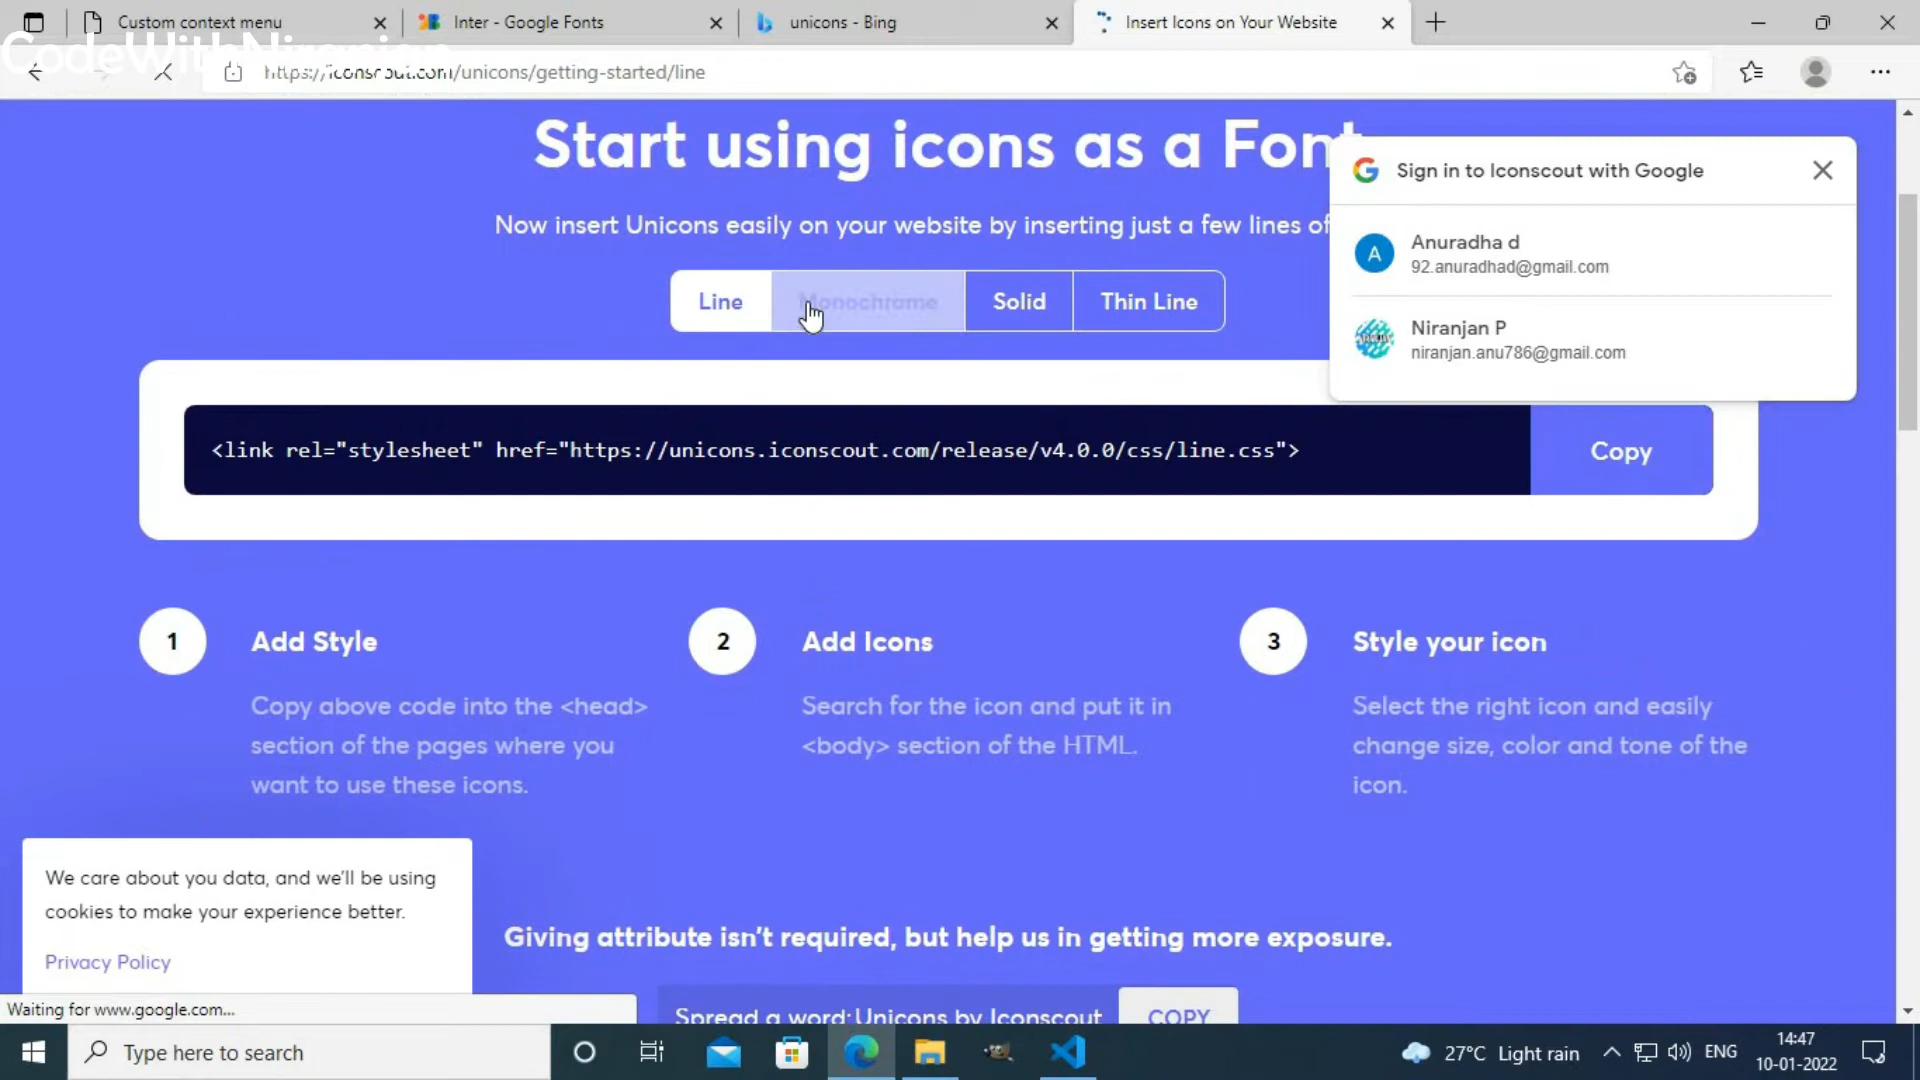 Custom context menu
Inter - Google Fonts
unicons - Bing
Insert Icons on Your Website
CodeWithNiranjan
https://iconscout.com/unicons/getting-started/line
Start using icons as a Font
Now insert Unicons easily on your website by inserting just a few lines of
Line
Monochrome
Solid
Thin Line
Sign in to Iconscout with Google
A
Anuradha d
92.anuradhad@gmail.com
Niranjan P
niranjan.anu786@gmail.com
<link rel="stylesheet" href="https://unicons.iconscout.com/release/v4.0.0/css/line.css">
Copy
1
Add Style
Copy above code into the <head>
section of the pages where you
want to use these icons.
2
Add Icons
Search for the icon and put it in
<body> section of the HTML.
3
Style your icon
Select the right icon and easily
change size, color and tone of the
icon.
We care about you data, and we'll be using
cookies to make your experience better.
Privacy Policy
Giving attribute isn't required, but help us in getting more exposure.
Spread a word: Unicons by Iconscout
COPY
Waiting for www.google.com...
Type here to search
27°C Light rain
ENG
14:47
10-01-2022